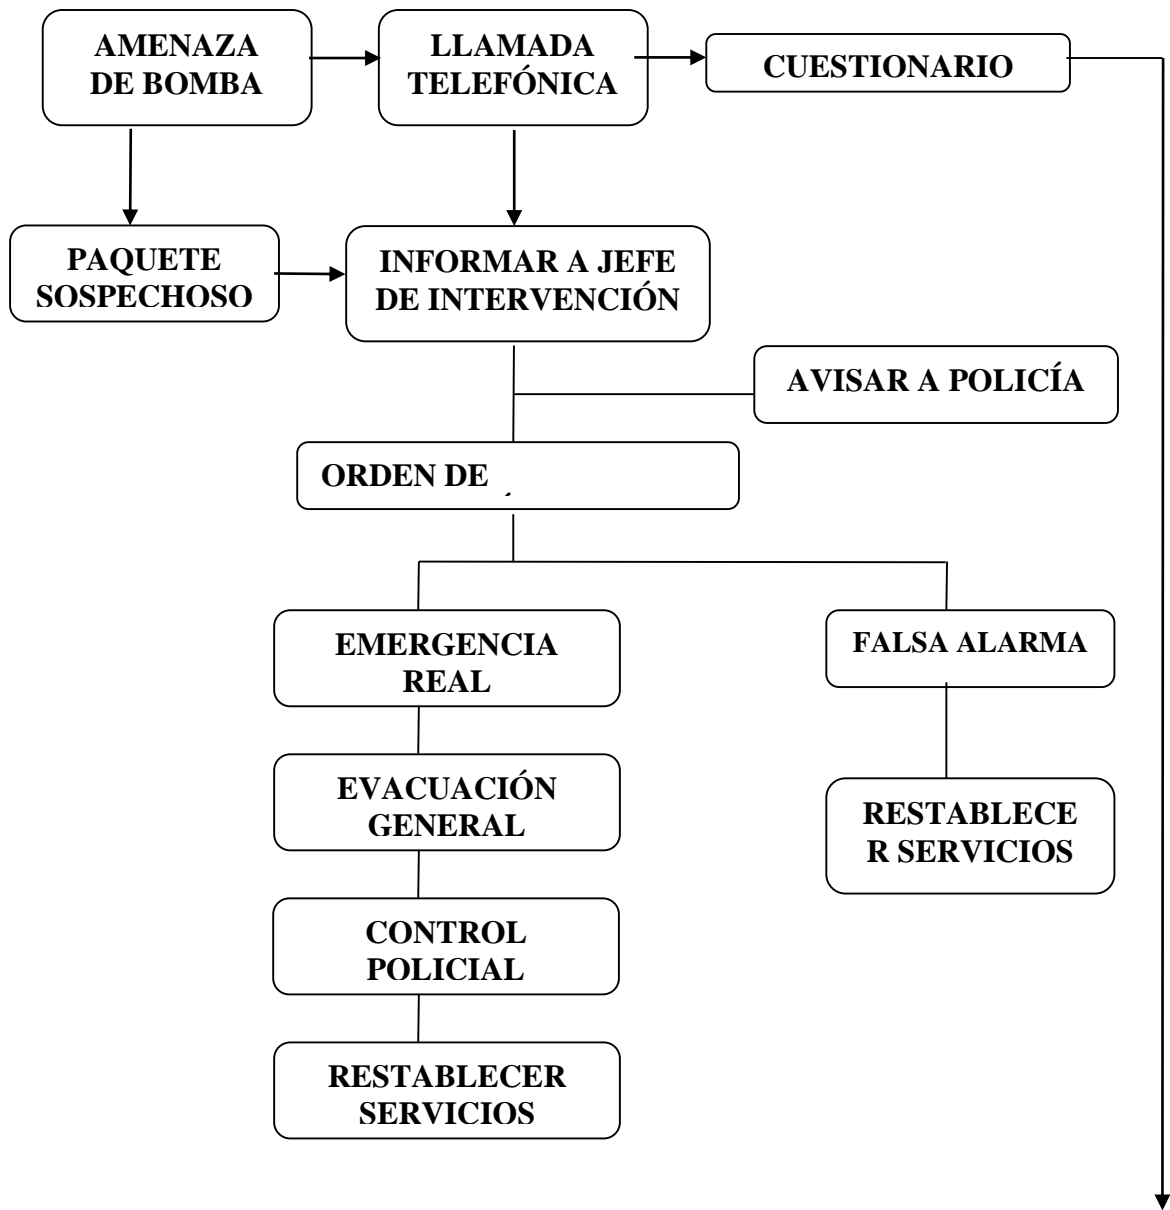 AMENAZA
DE BOMBA
LLAMADA
TELEFÓNICA
CUESTIONARIO
PAQUETE
SOSPECHOSO
INFORMAR A JEFE
DE INTERVENCIÓN
AVISAR A POLICÍA
ORDEN DE
EMERGENCIA
REAL
FALSA ALARMA
EVACUACIÓN
GENERAL
RESTABLECE
R SERVICIOS
CONTROL
POLICIAL
RESTABLECER
SERVICIOS